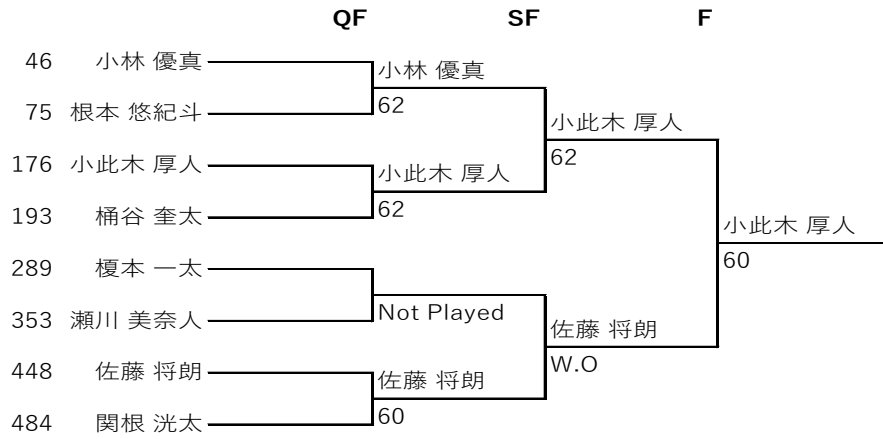 QF SF F
46 小林 優真
小林 優真
62
75 根本 悠紀斗
小此木 厚人
62
176 小此木 厚人
小此木 厚人
62
193 桶谷 奎太
小此木 厚人
60
289 榎本 一太
Not Played
353 瀬川 美奈人
佐藤 将朗
W.O
448 佐藤 将朗
佐藤 将朗
60
484 関根 洸太